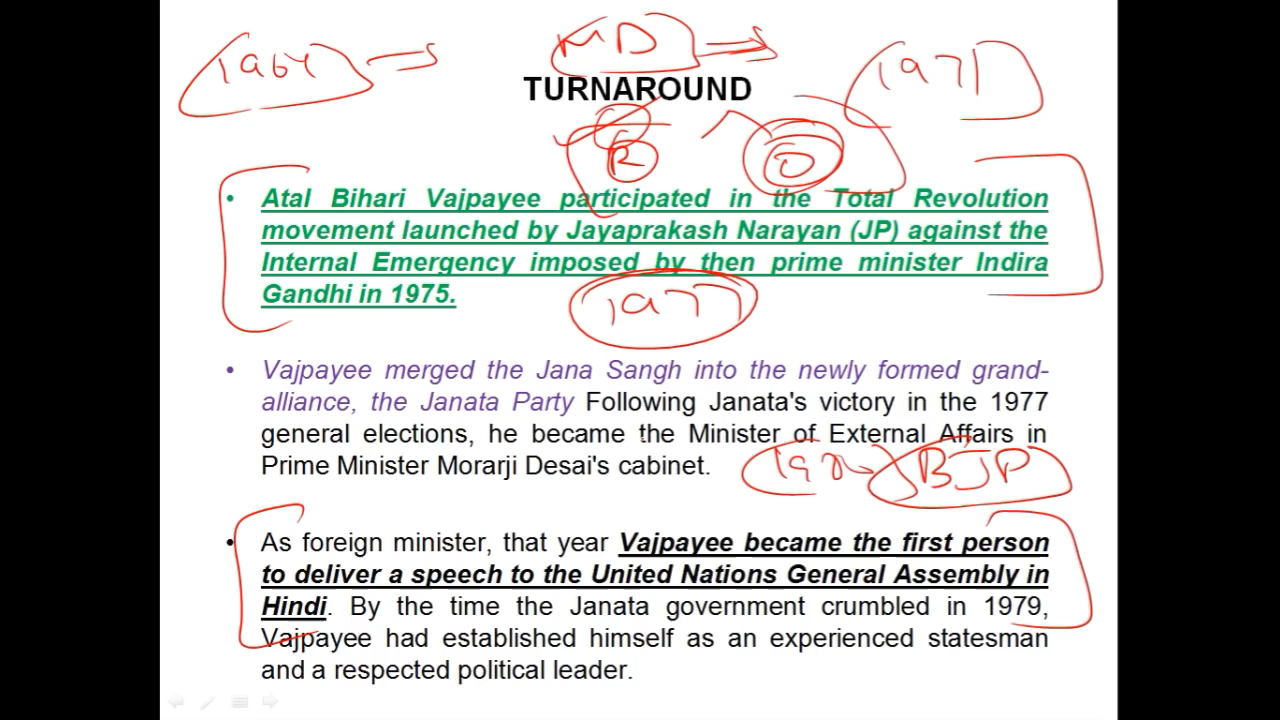 1964
MD
1971
TURNAROUND
R
• Atal Bihari Vajpayee participated in the Total Revolution
movement launched by Jayaprakash Narayan (JP) against the
Internal Emergency imposed by then prime minister Indira
Gandhi in 1975.
1977
• Vajpayee merged the Jana Sangh into the newly formed grand-
alliance, the Janata Party Following Janata's victory in the 1977
general elections, he became the Minister of External Affairs in
Prime Minister Morarji Desai's cabinet.
BJP
• As foreign minister, that year Vajpayee became the first person
to deliver a speech to the United Nations General Assembly in
Hindi. By the time the Janata government crumbled in 1979,
Vajpayee had established himself as an experienced statesman
and a respected political leader.